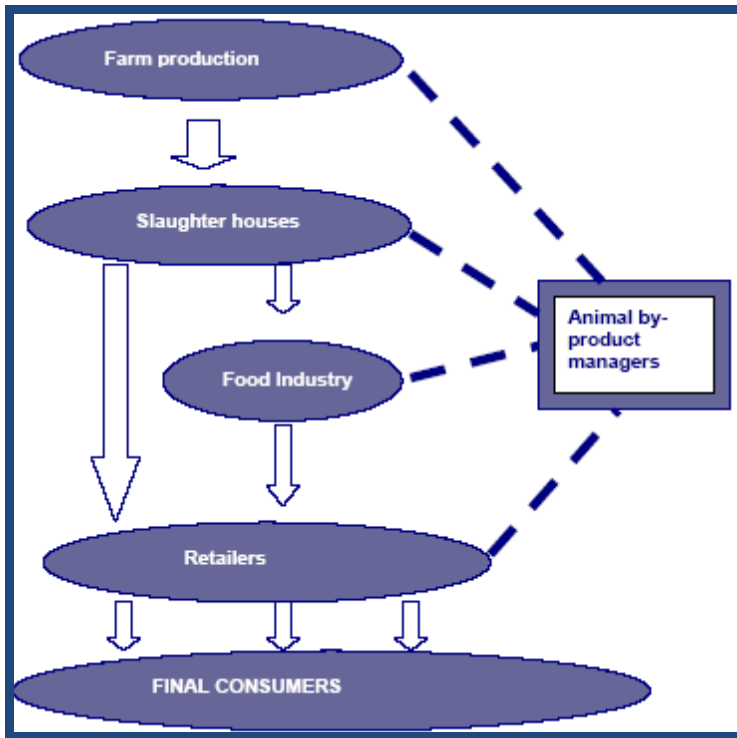 Farm production
Slaughter houses
Animal by-
product
managers
Food Industry
Retailers
FINAL CONSUMERS